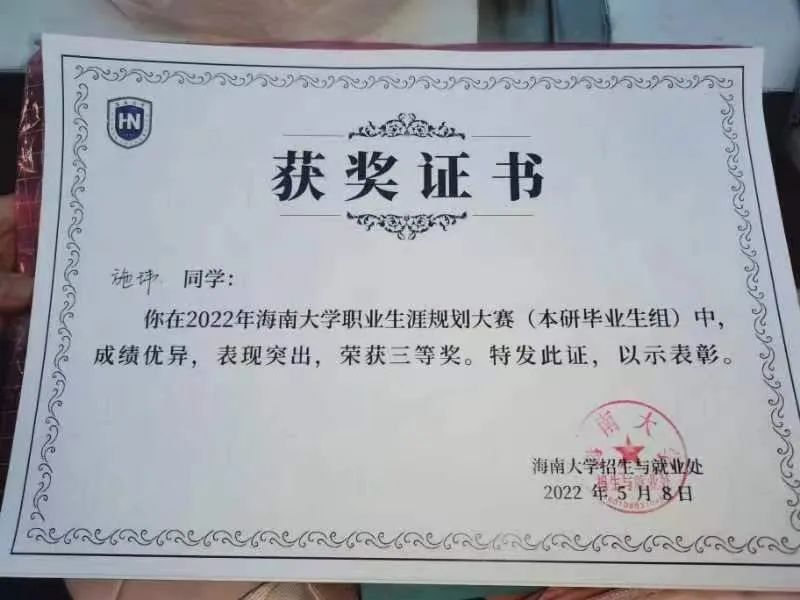 HN
获奖证书
施玮 同学：
你在2022年海南大学职业生涯规划大赛（本研毕业生组）中，
成绩优异，表现突出，荣获三等奖。特发此证，以示表彰。
海南大学招生与就业处
2022 年 5 月 8日